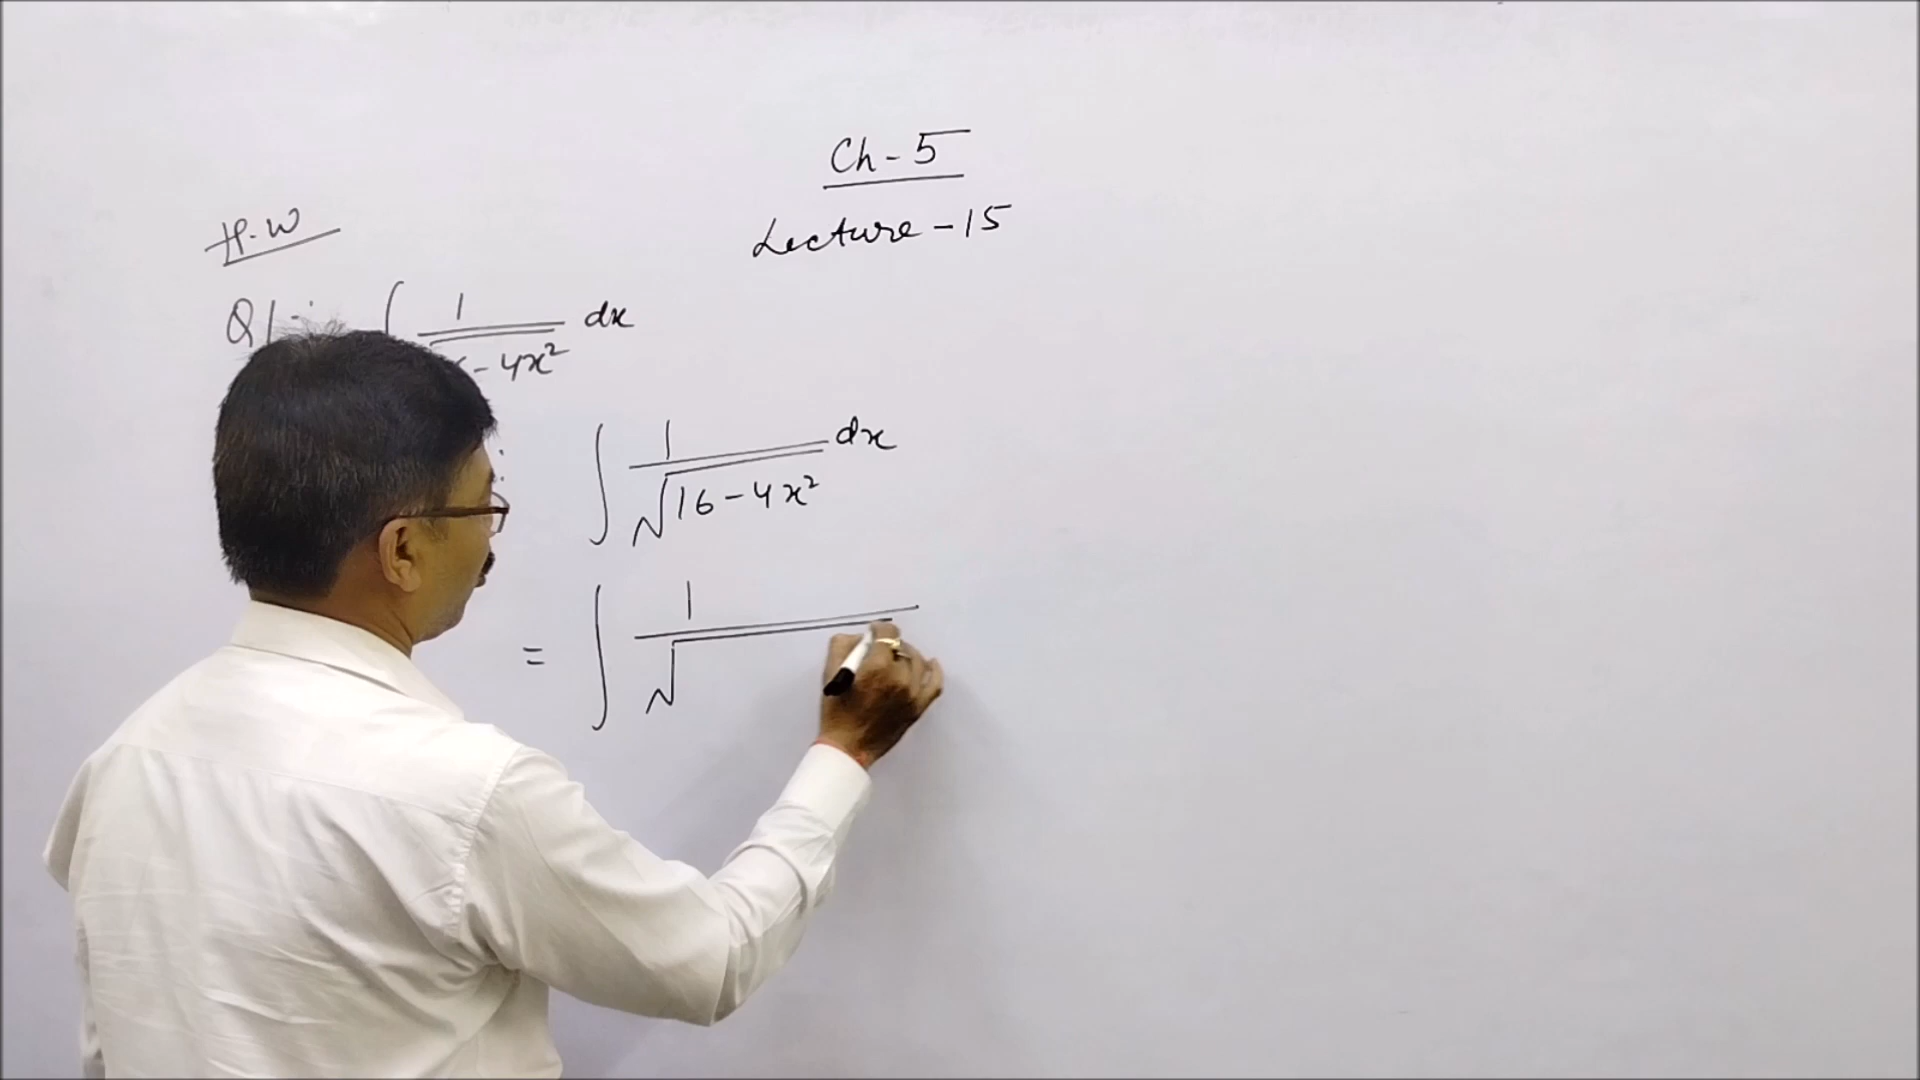 Ch-5
Lecture-15
H.W
Q1:- ∫ 1/√ - 4x² dx
: ∫ 1/√(16-4x²) dx
= ∫ 1/√